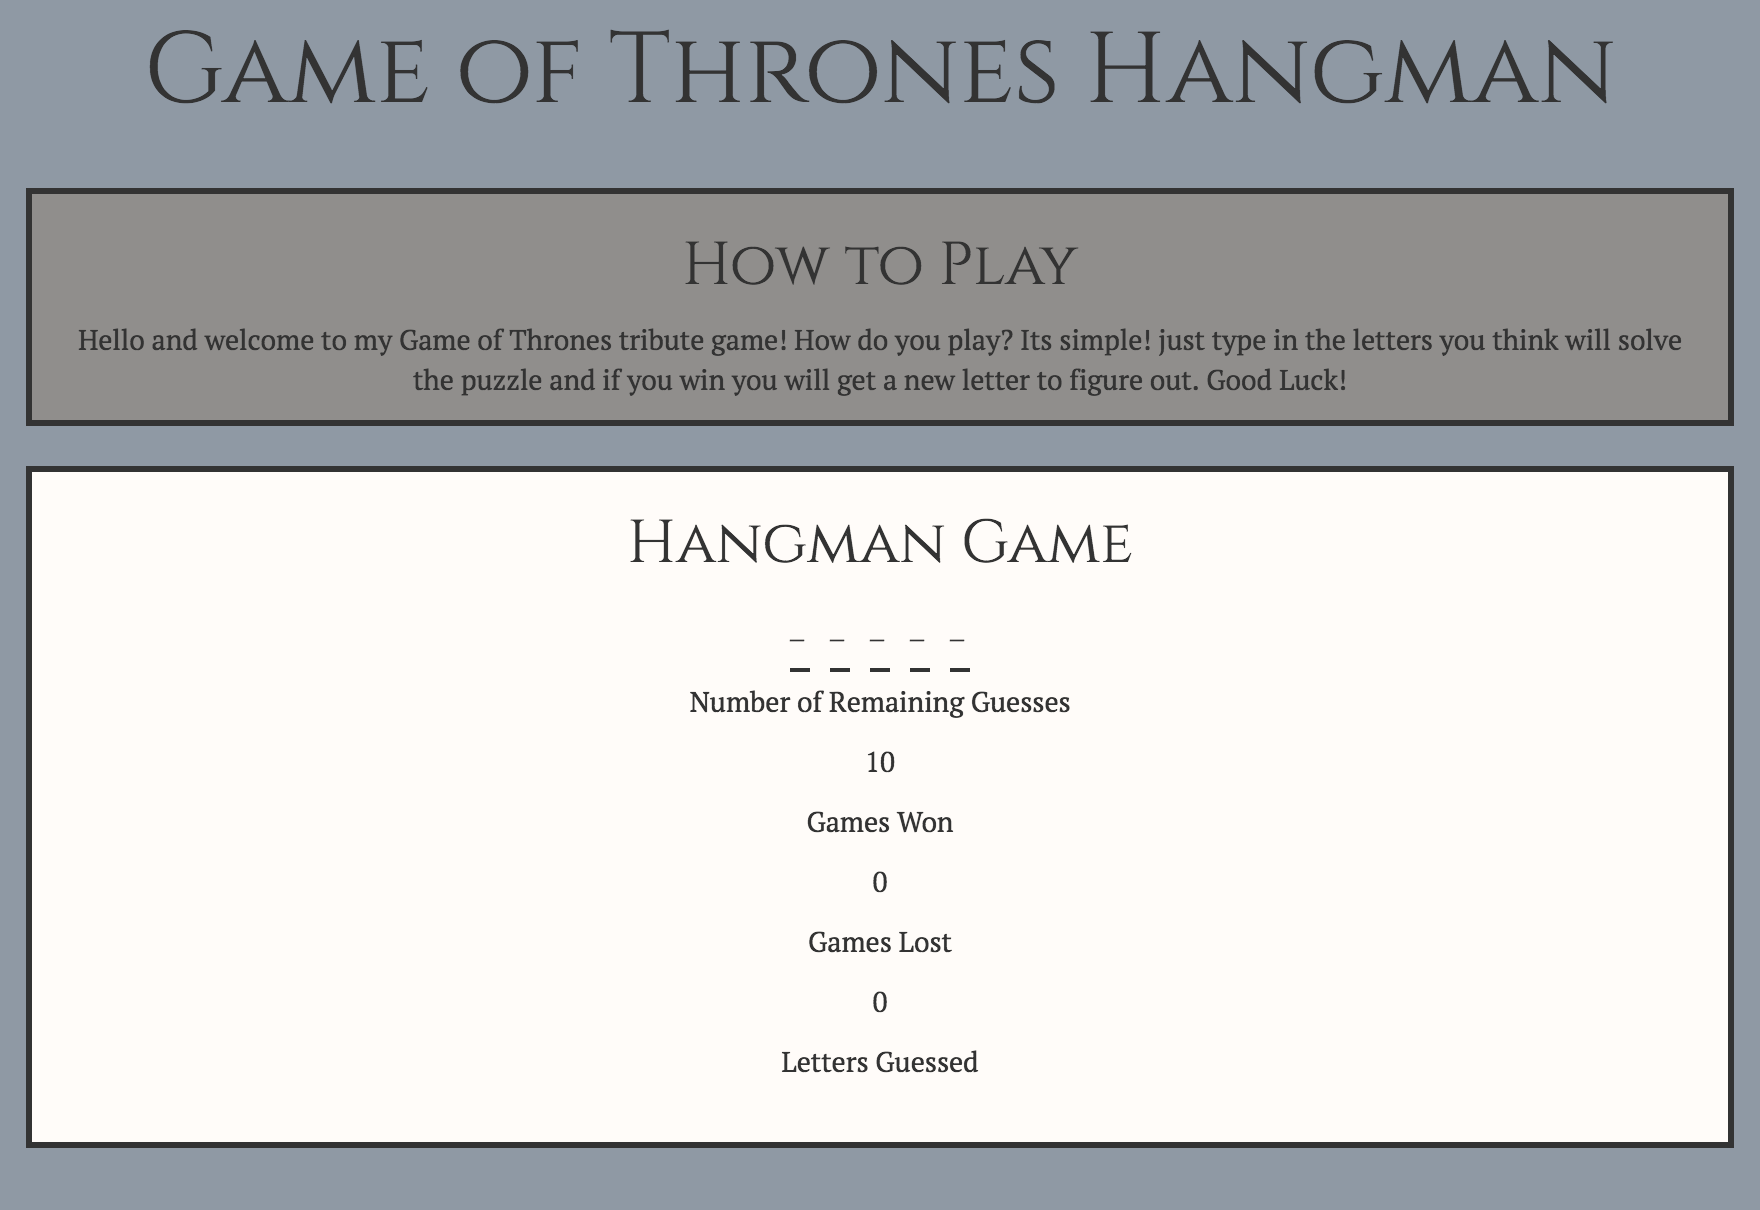 Game of Thrones Hangman
How to Play
Hello and welcome to my Game of Thrones tribute game! How do you play? Its simple! just type in the letters you think will solve
the puzzle and if you win you will get a new letter to figure out. Good Luck!
Hangman Game
_ _ _ _ _
Number of Remaining Guesses
10
Games Won
0
Games Lost
0
Letters Guessed